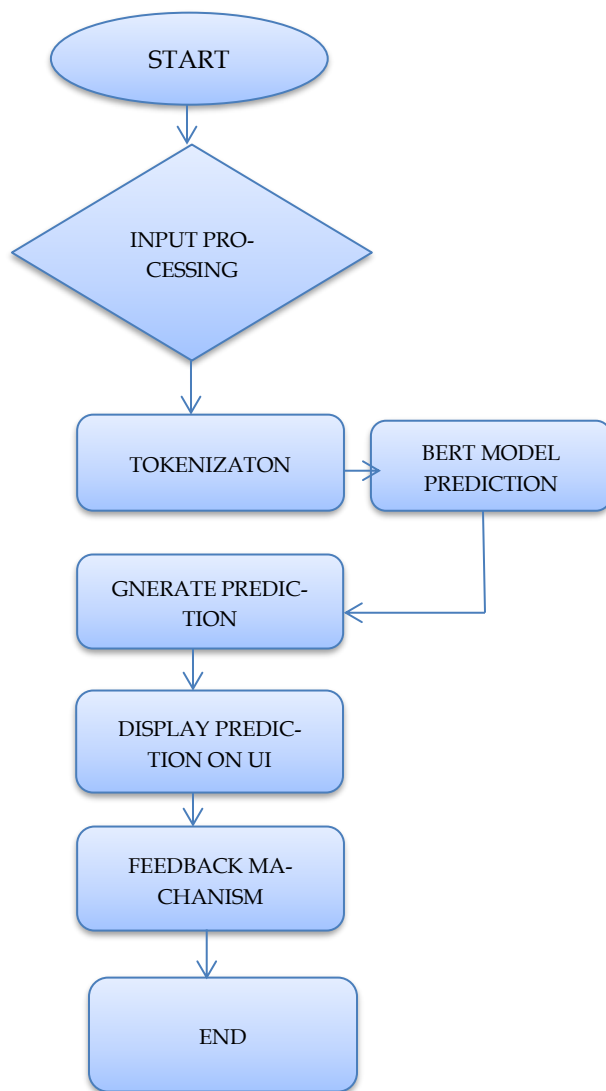 START
INPUT PRO-
CESSING
TOKENIZATON
BERT MODEL
PREDICTION
GNERATE PREDIC-
TION
DISPLAY PREDIC-
TION ON UI
FEEDBACK MA-
CHANISM
END